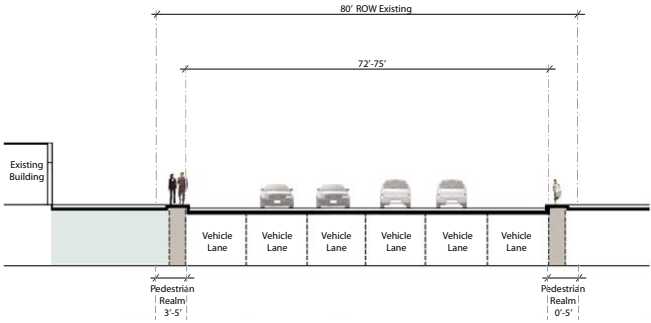 80' ROW Existing
72'-75'
Existing
Building
Vehicle
Lane
Vehicle
Lane
Vehicle
Lane
Vehicle
Lane
Vehicle
Lane
Vehicle
Lane
Pedestrian
Realm
3'-5'
Pedestrian
Realm
0'-5'